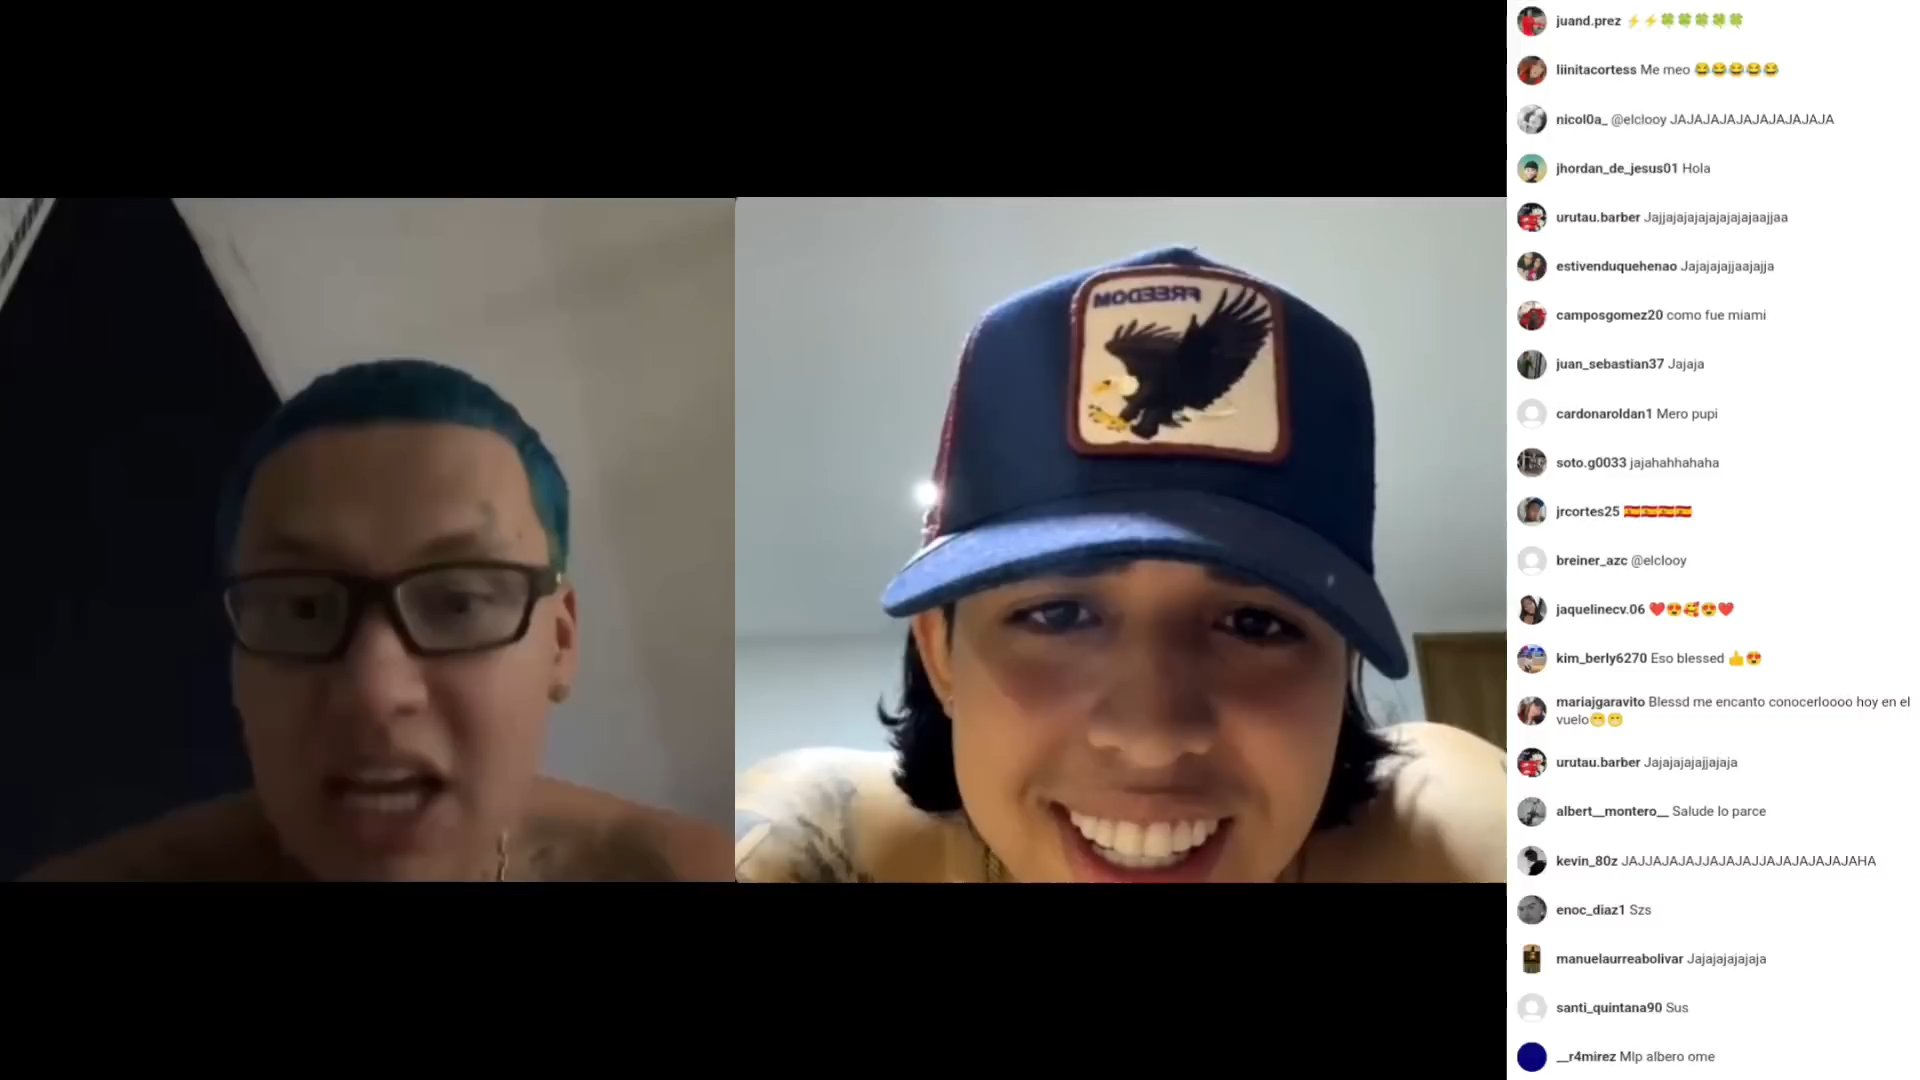 FREEDOM
juand.prez ⚡⚡🍀🍀🍀🍀🍀
liinitacortess Me meo 😂😂😂😂😂
nicol0a_ @elclooy JAJAJAJAJAJAJAJAJAJA
jhordan_de_jesus01 Hola
urutau.barber Jajjajajajajajajajaajjaa
estivenduquehenao Jajajajajjaajajja
camposgomez20 como fue miami
juan_sebastian37 Jajaja
cardonaroldan1 Mero pupi
soto.g0033 jajahahhahaha
jrcortes25 🇪🇸🇪🇸🇪🇸🇪🇸
breiner_azc @elclooy
jaquelinecv.06 ❤️😍🥰😍❤️
kim_berly6270 Eso blessed 👍😍
mariajgaravito Blessd me encanto conocerloooo hoy en el
vuelo😁😁
urutau.barber Jajajajajajjajaja
albert__montero__ Salude lo parce
kevin_80z JAJJAJAJAJJAJAJAJJAJAJAJAJAJAHA
enoc_diaz1 Szs
manuelaurreabolivar Jajajajajajaja
santi_quintana90 Sus
__r4mirez Mlp albero ome